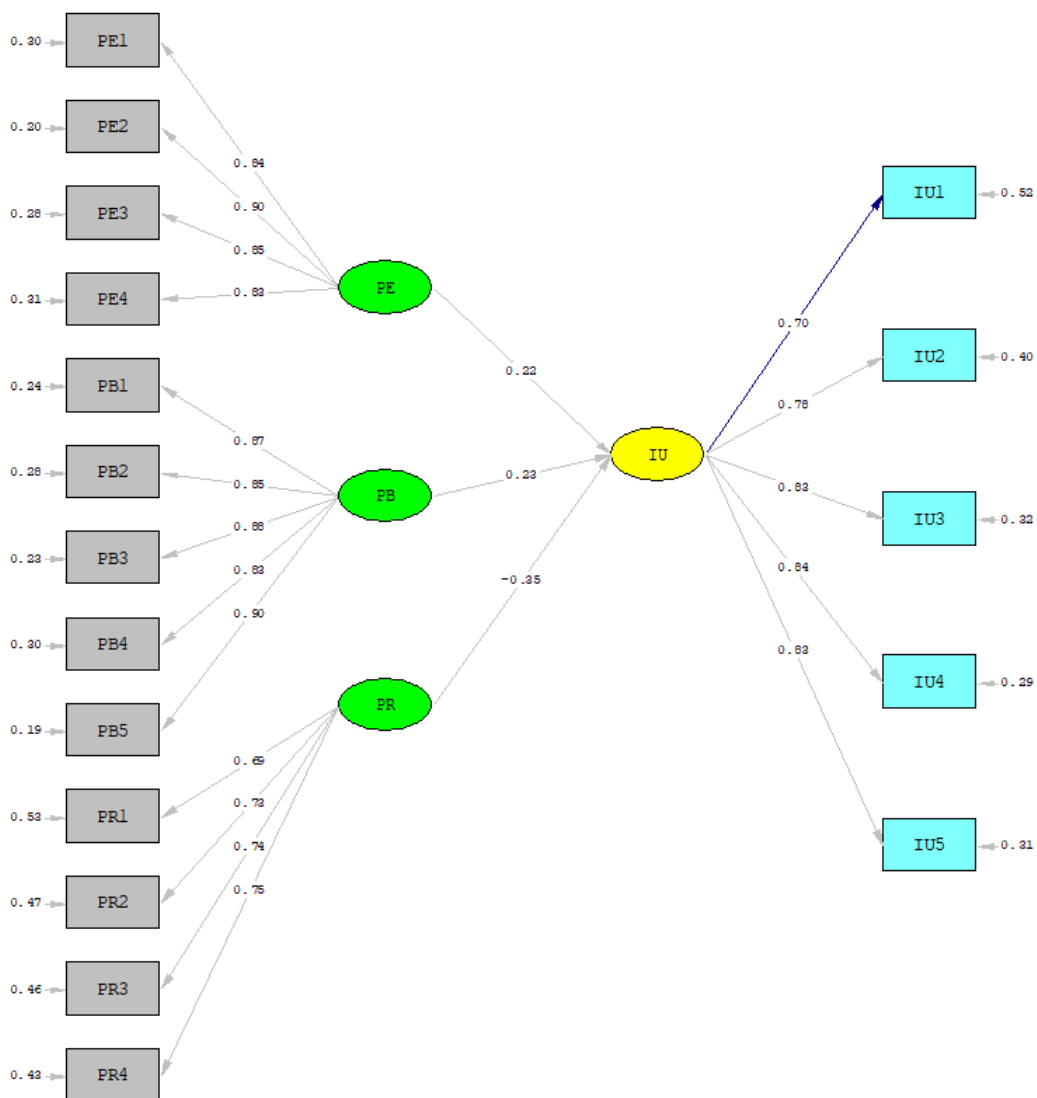 0.30 PE1
0.20 PE2
0.28 PE3
0.31 PE4
0.24 PB1
0.28 PB2
0.23 PB3
0.30 PB4
0.19 PB5
0.53 PR1
0.47 PR2
0.46 PR3
0.43 PR4
0.84
0.90
0.85
0.83
0.87
0.85
0.88
0.83
0.90
0.69
0.73
0.74
0.75
PE
PB
PR
0.22
0.23
-0.35
IU
0.70
0.78
0.83
0.84
0.83
IU1 0.52
IU2 0.40
IU3 0.32
IU4 0.29
IU5 0.31